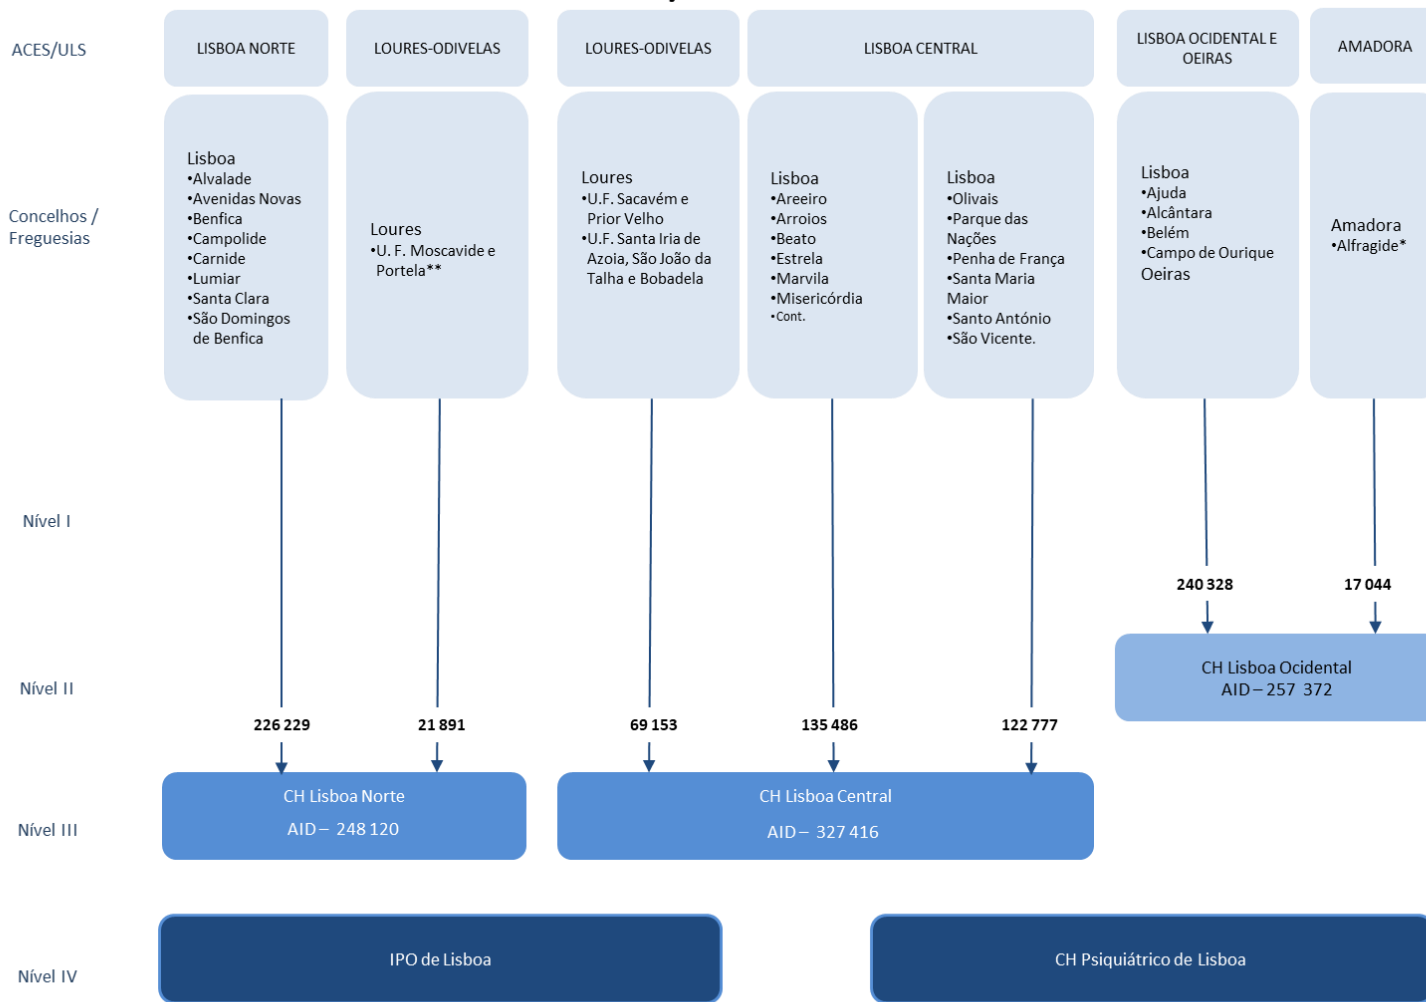 ACES/ULS
LISBOA NORTE
LOURES-ODIVELAS
LOURES-ODIVELAS
LISBOA CENTRAL
LISBOA OCIDENTAL E
OEIRAS
AMADORA
Concelhos /
Freguesias
Lisboa
•Alvalade
•Avenidas Novas
•Benfica
•Campolide
•Carnide
•Lumiar
•Santa Clara
•São Domingos
de Benfica
Loures
•U. F. Moscavide e
Portela**
Loures
•U.F. Sacavém e
Prior Velho
•U.F. Santa Iria de
Azoia, São João da
Talha e Bobadela
Lisboa
•Areeiro
•Arroios
•Beato
•Estrela
•Marvila
•Misericórdia
•Cont.
Lisboa
•Olivais
•Parque das
Nações
•Penha de França
•Santa Maria
Maior
•Santo António
•São Vicente.
Lisboa
•Ajuda
•Alcântara
•Belém
•Campo de Ourique
Oeiras
Amadora
•Alfragide*
Nível I
240 328
17 044
Nível II
CH Lisboa Ocidental
AID – 257 372
226 229
21 891
69 153
135 486
122 777
Nível III
CH Lisboa Norte
AID – 248 120
CH Lisboa Central
AID – 327 416
Nível IV
IPO de Lisboa
CH Psiquiátrico de Lisboa